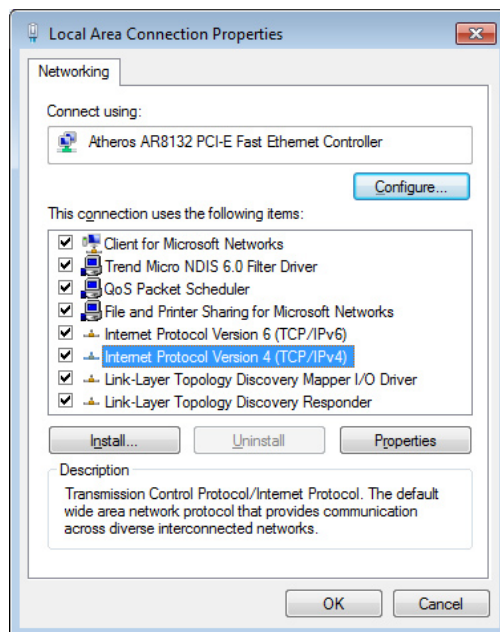 Local Area Connection Properties
Networking
Connect using:
Atheros AR8132 PCI-E Fast Ethernet Controller
Configure...
This connection uses the following items:
Client for Microsoft Networks
Trend Micro NDIS 6.0 Filter Driver
QoS Packet Scheduler
File and Printer Sharing for Microsoft Networks
Internet Protocol Version 6 (TCP/IPv6)
Internet Protocol Version 4 (TCP/IPv4)
Link-Layer Topology Discovery Mapper I/O Driver
Link-Layer Topology Discovery Responder
Install... Uninstall Properties
Description
Transmission Control Protocol/Internet Protocol. The default
wide area network protocol that provides communication
across diverse interconnected networks.
OK Cancel